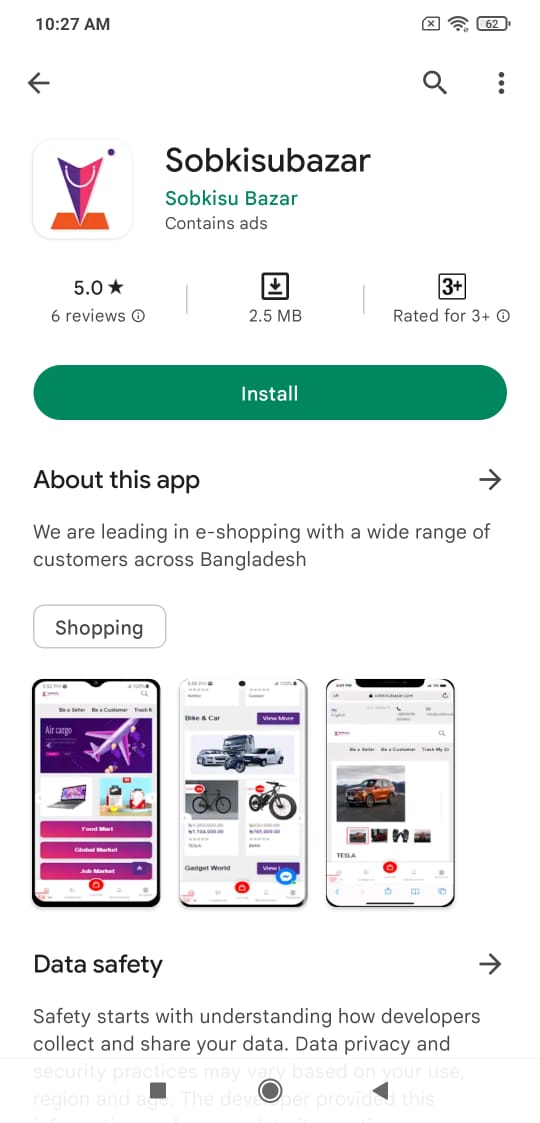 10:27 AM
62
Sobkisubazar
Sobkisu Bazar
Contains ads
5.0 ★
6 reviews
2.5 MB
3+
Rated for 3+
Install
About this app
We are leading in e-shopping with a wide range of
customers across Bangladesh
Shopping
Be a Seller Be a Customer
Air cargo
Food Mart
Global Market
Job Market
Bike & Car
View More
TESLA
Gadget World
View
English
sobkisubazar.com
Be a Seller Be a Customer Track My Or
TESLA
Data safety
Safety starts with understanding how developers
collect and share your data. Data privacy and
security practices may vary based on your use,
region and age. The developer provided this